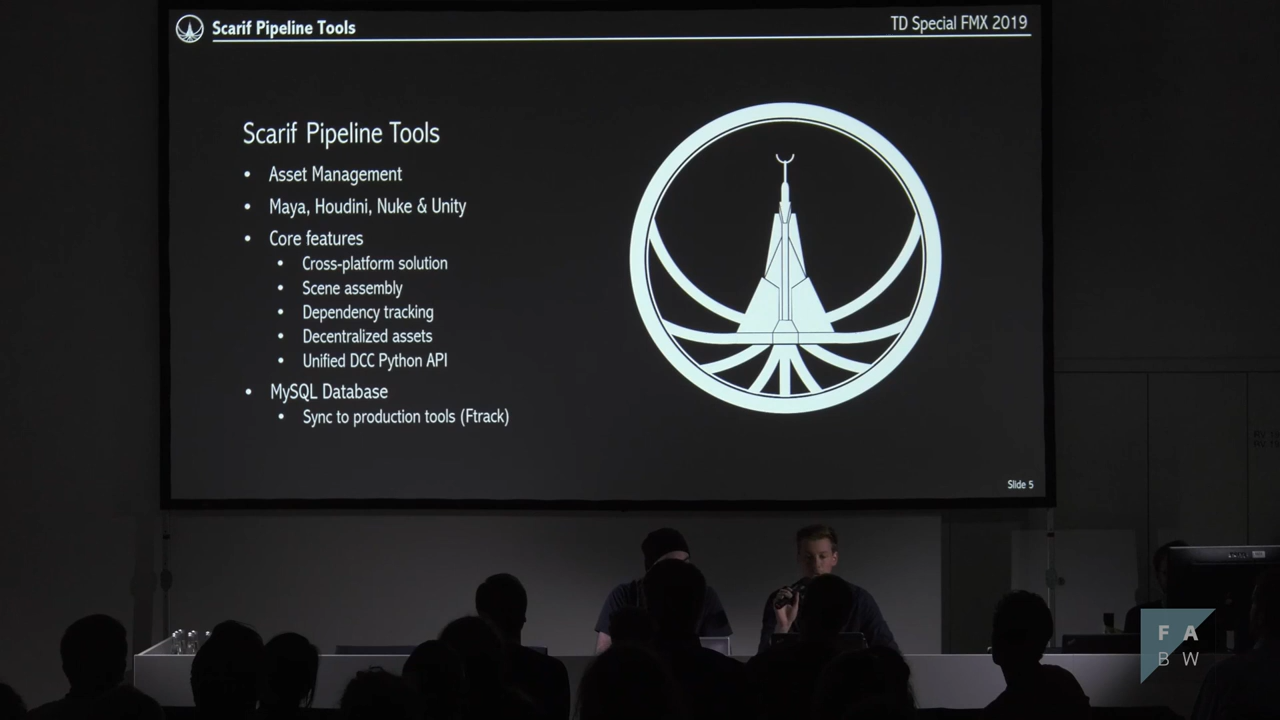 Scarif Pipeline Tools
TD Special FMX 2019
Scarif Pipeline Tools
• Asset Management
• Maya, Houdini, Nuke & Unity
• Core features
• Cross-platform solution
• Scene assembly
• Dependency tracking
• Decentralized assets
• Unified DCC Python API
• MySQL Database
• Sync to production tools (Ftrack)
Slide 5
F A
B W